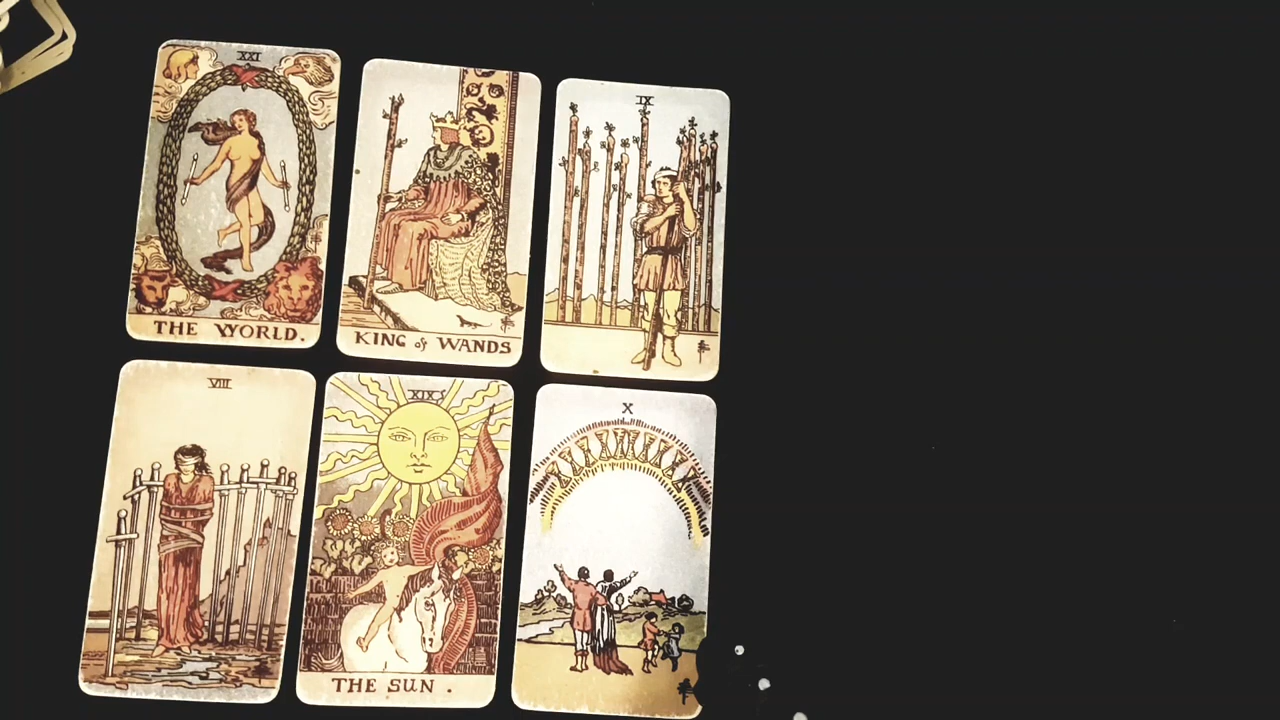 XXI
THE WORLD.
KING of WANDS
IX
VIII
XIX
THE SUN .
X